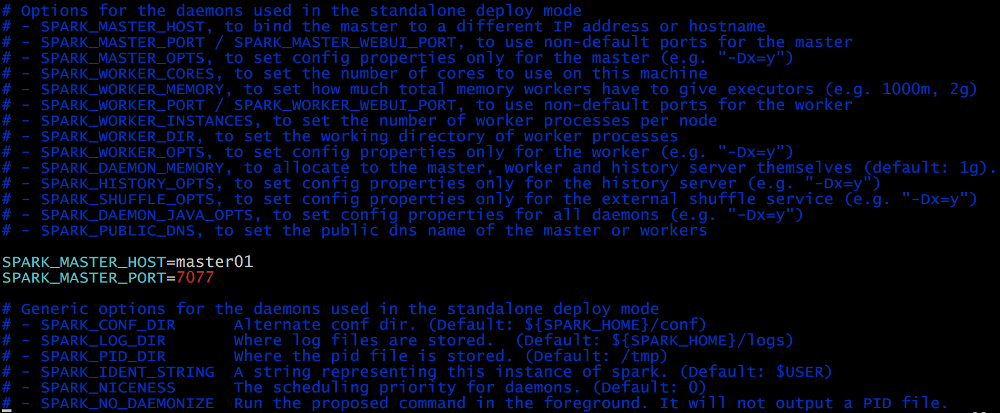 # Options for the daemons used in the standalone deploy mode
# - SPARK_MASTER_HOST, to bind the master to a different IP address or hostname
# - SPARK_MASTER_PORT / SPARK_MASTER_WEBUI_PORT, to use non-default ports for the master
# - SPARK_MASTER_OPTS, to set config properties only for the master (e.g. "-Dx=y")
# - SPARK_WORKER_CORES, to set the number of cores to use on this machine
# - SPARK_WORKER_MEMORY, to set how much total memory workers have to give executors (e.g. 1000m, 2g)
# - SPARK_WORKER_PORT / SPARK_WORKER_WEBUI_PORT, to use non-default ports for the worker
# - SPARK_WORKER_INSTANCES, to set the number of worker processes per node
# - SPARK_WORKER_DIR, to set the working directory of worker processes
# - SPARK_WORKER_OPTS, to set config properties only for the worker (e.g. "-Dx=y")
# - SPARK_DAEMON_MEMORY, to allocate to the master, worker and history server themselves (default: 1g).
# - SPARK_HISTORY_OPTS, to set config properties only for the history server (e.g. "-Dx=y")
# - SPARK_SHUFFLE_OPTS, to set config properties only for the external shuffle service (e.g. "-Dx=y")
# - SPARK_DAEMON_JAVA_OPTS, to set config properties for all daemons (e.g. "-Dx=y")
# - SPARK_PUBLIC_DNS, to set the public dns name of the master or workers
SPARK_MASTER_HOST=master01
SPARK_MASTER_PORT=7077
# Generic options for the daemons used in the standalone deploy mode
# - SPARK_CONF_DIR      Alternate conf dir. (Default: ${SPARK_HOME}/conf)
# - SPARK_LOG_DIR       Where log files are stored.  (Default: ${SPARK_HOME}/logs)
# - SPARK_PID_DIR       Where the pid file is stored. (Default: /tmp)
# - SPARK_IDENT_STRING  A string representing this instance of spark. (Default: $USER)
# - SPARK_NICENESS      The scheduling priority for daemons. (Default: 0)
# - SPARK_NO_DAEMONIZE  Run the proposed command in the foreground. It will not output a PID file.